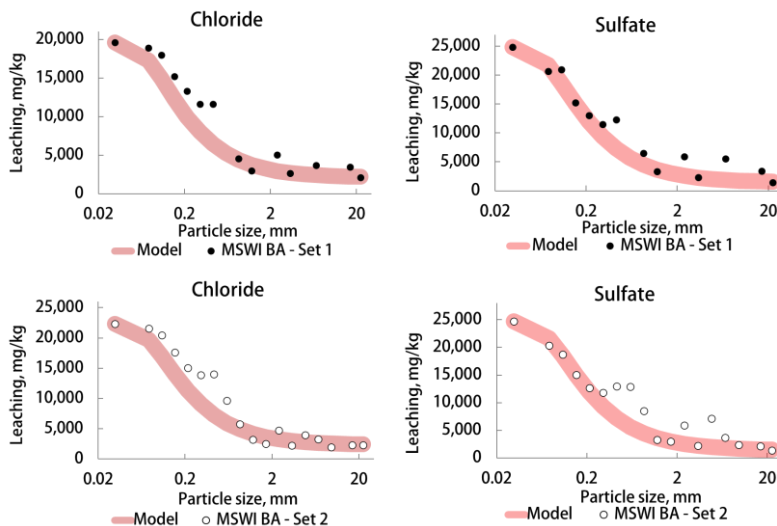 Chloride
20,000
15,000
10,000
5,000
0
Leaching, mg/kg
0.02 0.2 2 20
Particle size, mm
Model MSWI BA - Set 1
Sulfate
25,000
20,000
15,000
10,000
5,000
0
Leaching, mg/kg
0.02 0.2 2 20
Particle size, mm
Model MSWI BA - Set 1
Chloride
25,000
20,000
15,000
10,000
5,000
0
Leaching, mg/kg
0.02 0.2 2 20
Particle size, mm
Model MSWI BA - Set 2
Sulfate
25,000
20,000
15,000
10,000
5,000
0
Leaching, mg/kg
0.02 0.2 2 20
Particle size, mm
Model MSWI BA - Set 2